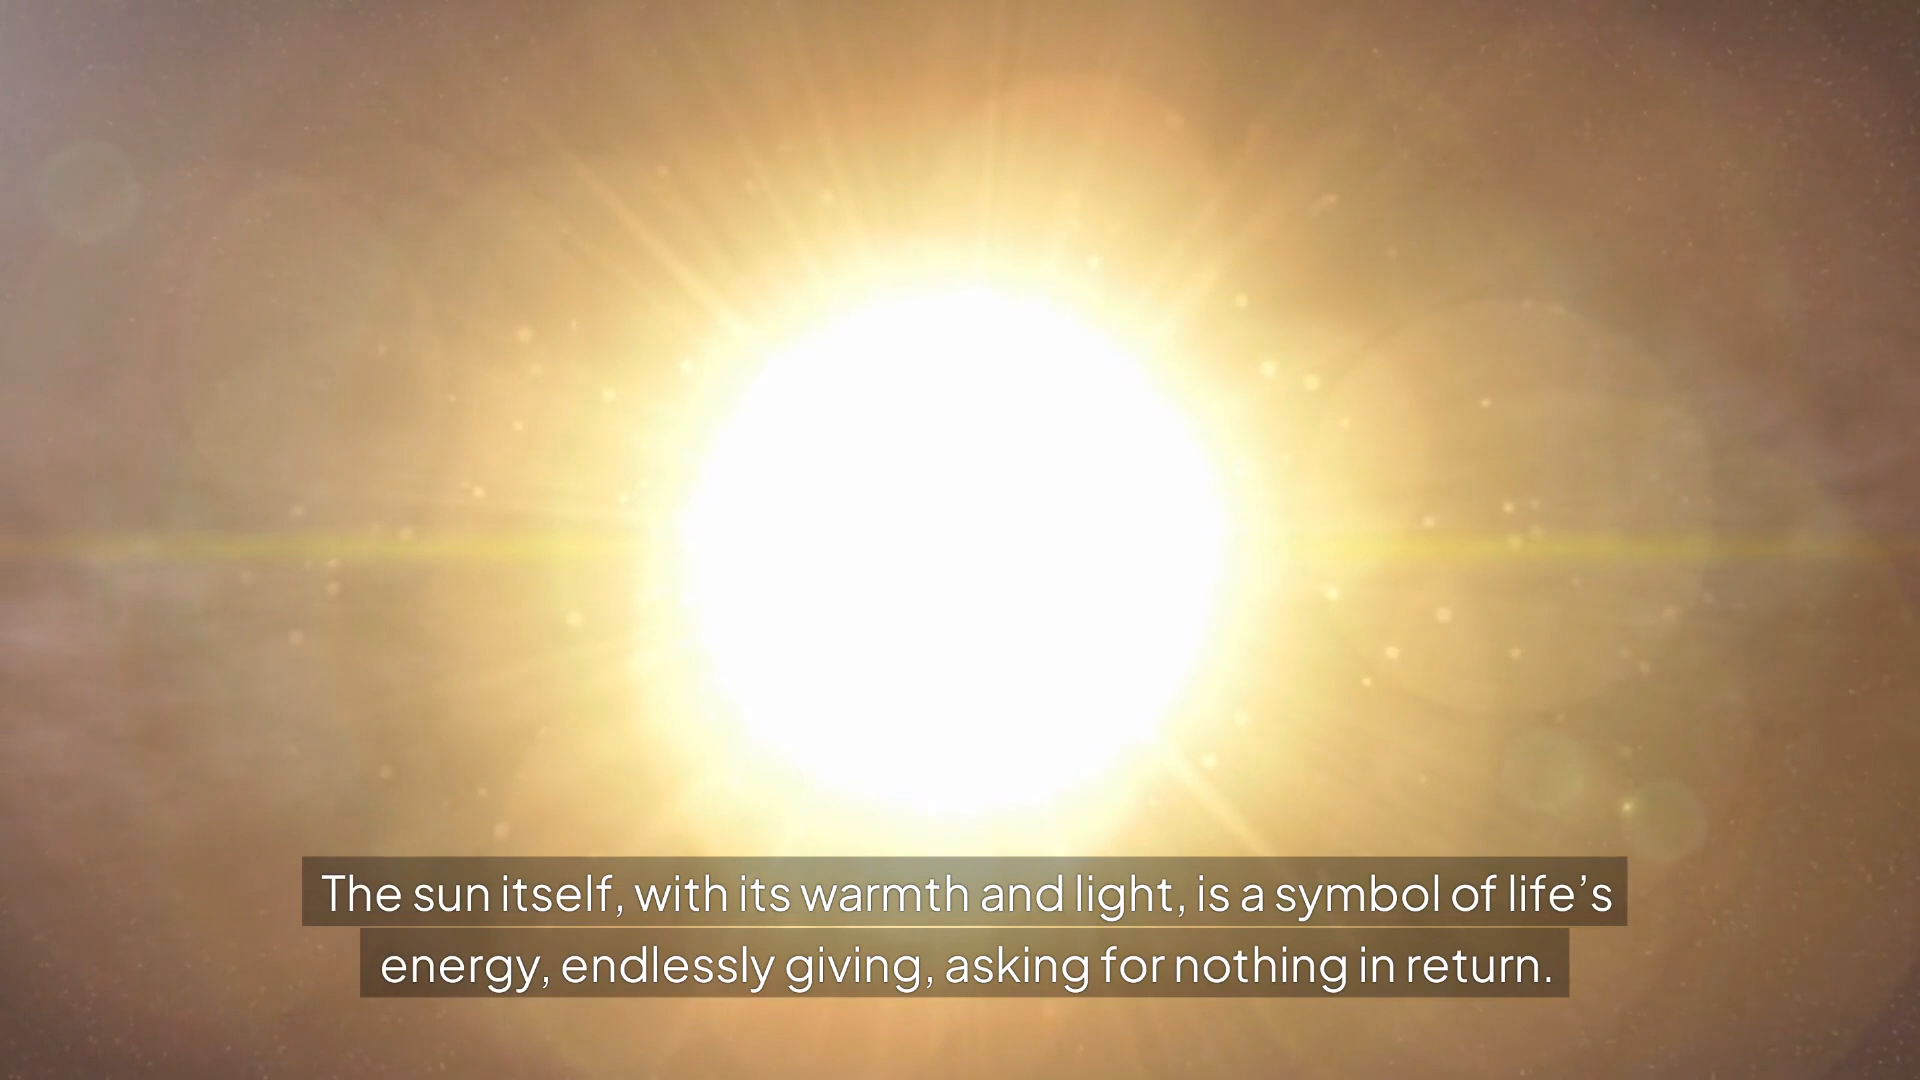 The sun itself, with its warmth and light, is a symbol of life’s
energy, endlessly giving, asking for nothing in return.